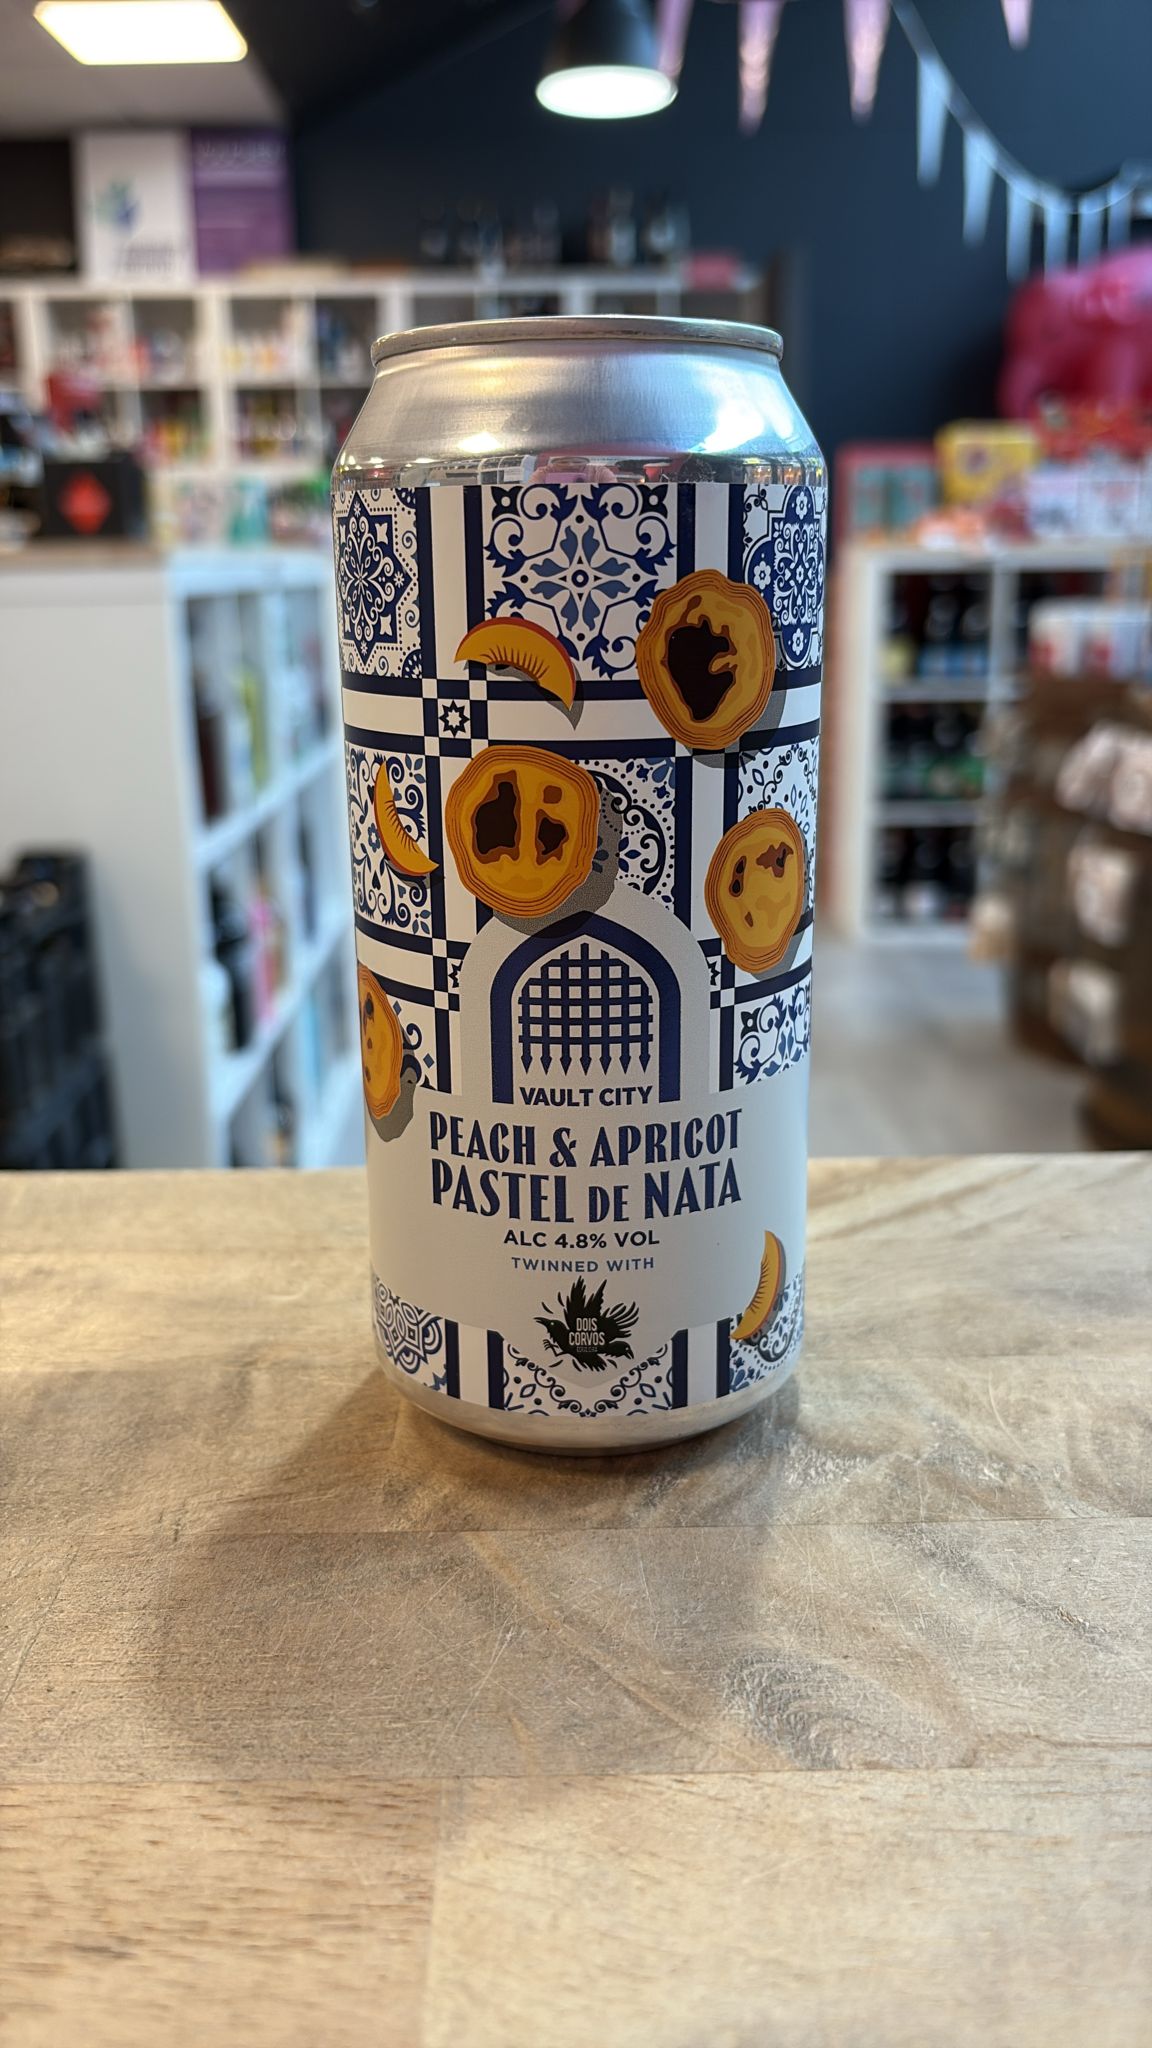 VAULT CITY
PEACH & APRICOT
PASTEL DE NATA
ALC 4.8% VOL
TWINNED WITH
DOIS
CORVOS